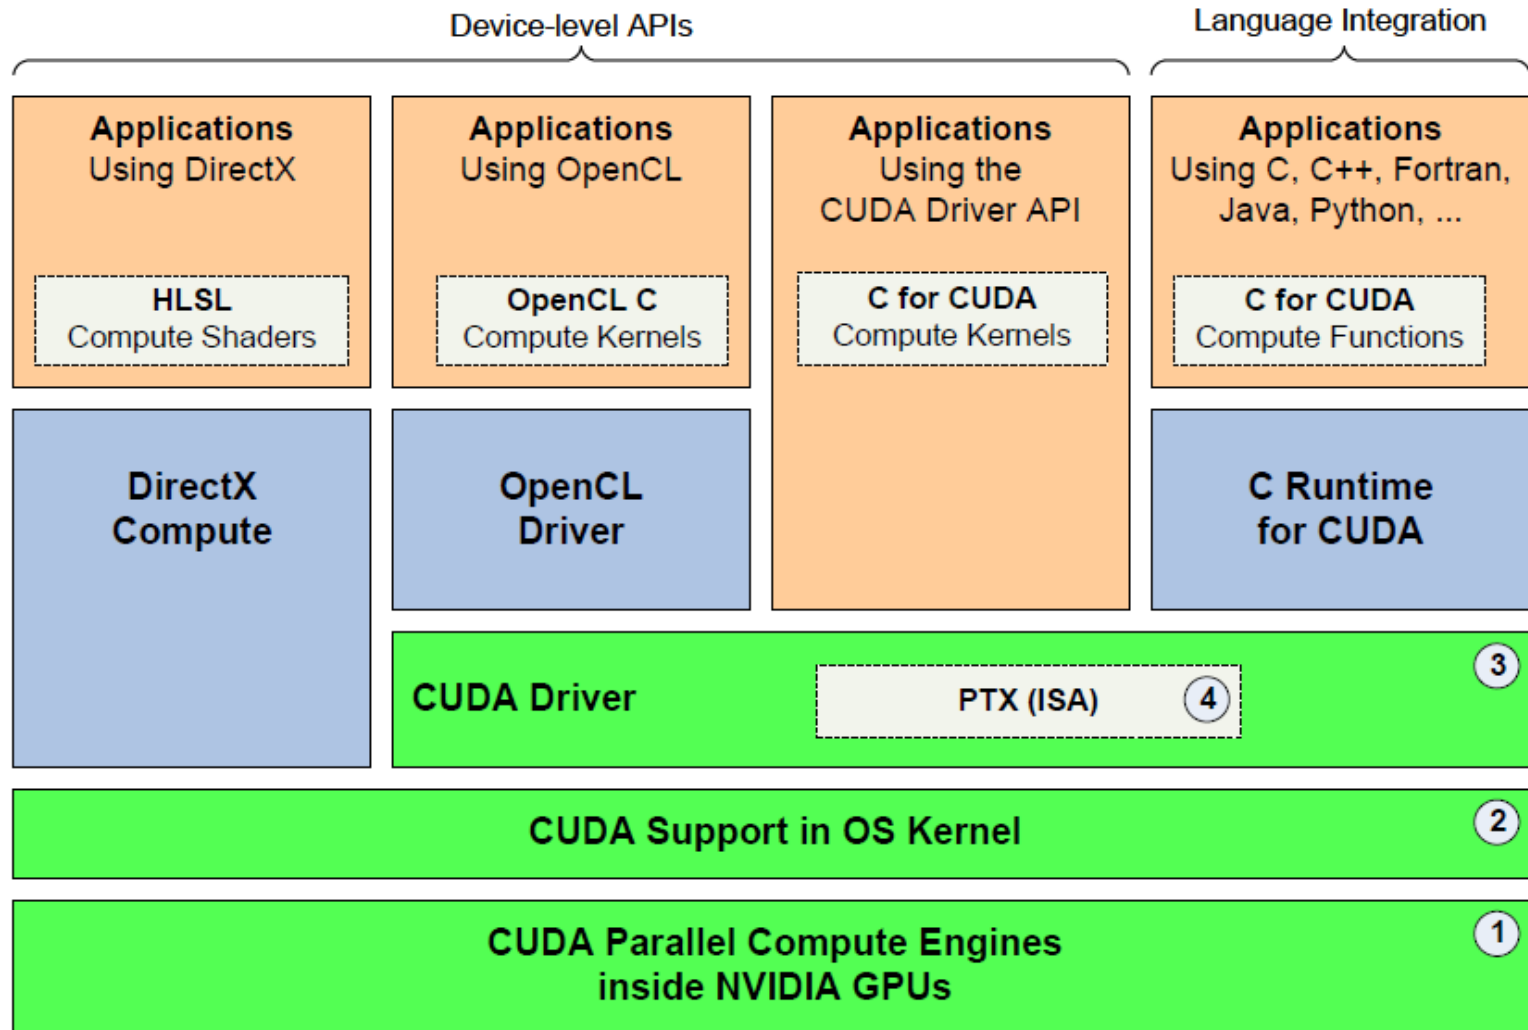 Device-level APIs
Language Integration
Applications
Using DirectX
HLSL
Compute Shaders
Applications
Using OpenCL
OpenCL C
Compute Kernels
Applications
Using the
CUDA Driver API
C for CUDA
Compute Kernels
Applications
Using C, C++, Fortran,
Java, Python, ...
C for CUDA
Compute Functions
DirectX
Compute
OpenCL
Driver
C Runtime
for CUDA
3
CUDA Driver
PTX (ISA)
4
CUDA Support in OS Kernel
2
CUDA Parallel Compute Engines
inside NVIDIA GPUs
1